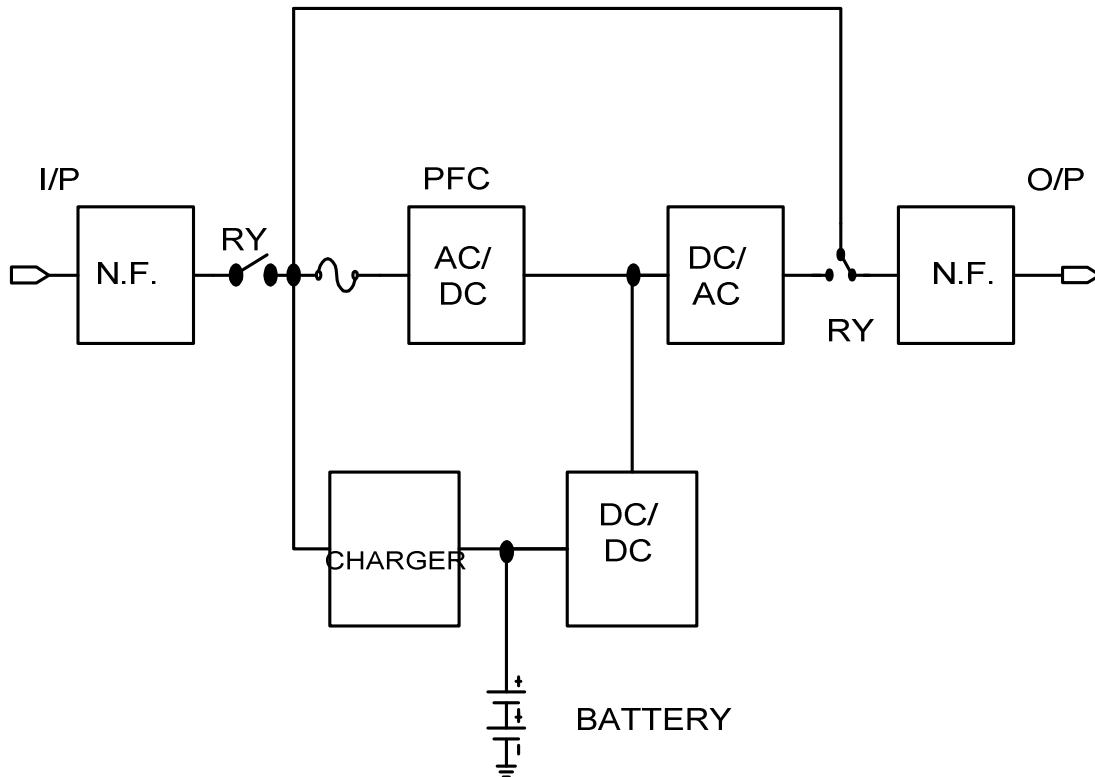 I/P
PFC
O/P
N.F.
RY
AC/
DC
DC/
AC
RY
N.F.
CHARGER
DC/
DC
BATTERY